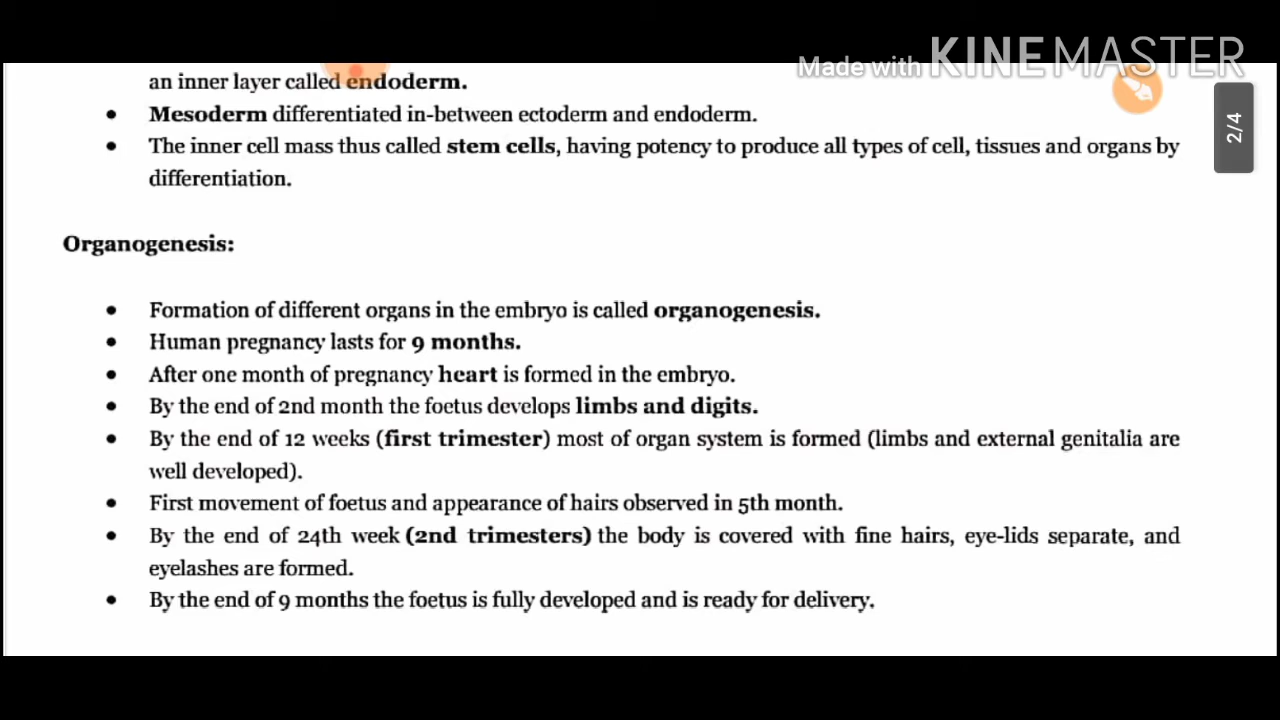 Made with KINEMASTER
an inner layer called endoderm.
• Mesoderm differentiated in-between ectoderm and endoderm.
• The inner cell mass thus called stem cells, having potency to produce all types of cell, tissues and organs by
differentiation.
2/4
Organogenesis:
• Formation of different organs in the embryo is called organogenesis.
• Human pregnancy lasts for 9 months.
• After one month of pregnancy heart is formed in the embryo.
• By the end of 2nd month the foetus develops limbs and digits.
• By the end of 12 weeks (first trimester) most of organ system is formed (limbs and external genitalia are
well developed).
• First movement of foetus and appearance of hairs observed in 5th month.
• By the end of 24th week (2nd trimesters) the body is covered with fine hairs, eye-lids separate, and
eyelashes are formed.
• By the end of 9 months the foetus is fully developed and is ready for delivery.